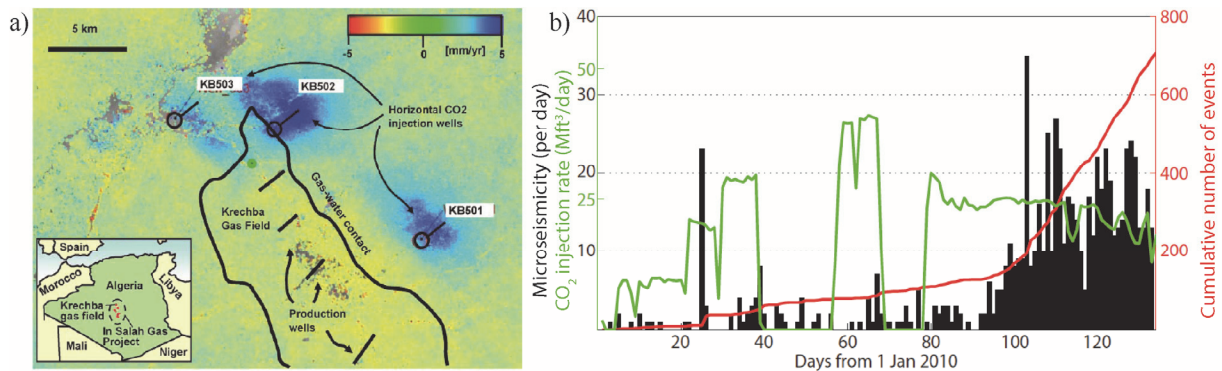 a)
5 km
-5
0
5
[mm/yr]
KB503
KB502
Horizontal CO2
injection wells
KB501
Gas-water contact
Krechba
Gas Field
Production
wells
Spain
Morocco
Algeria
Libya
Krechba
gas field
In Salah Gas
Project
Mali
Niger
b)
Microseismicity (per day)
CO₂ injection rate (Mft³/day)
40
30
20
10
50
25
800
600
400
200
Cumulative number of events
20
40
60
80
100
120
Days from 1 Jan 2010